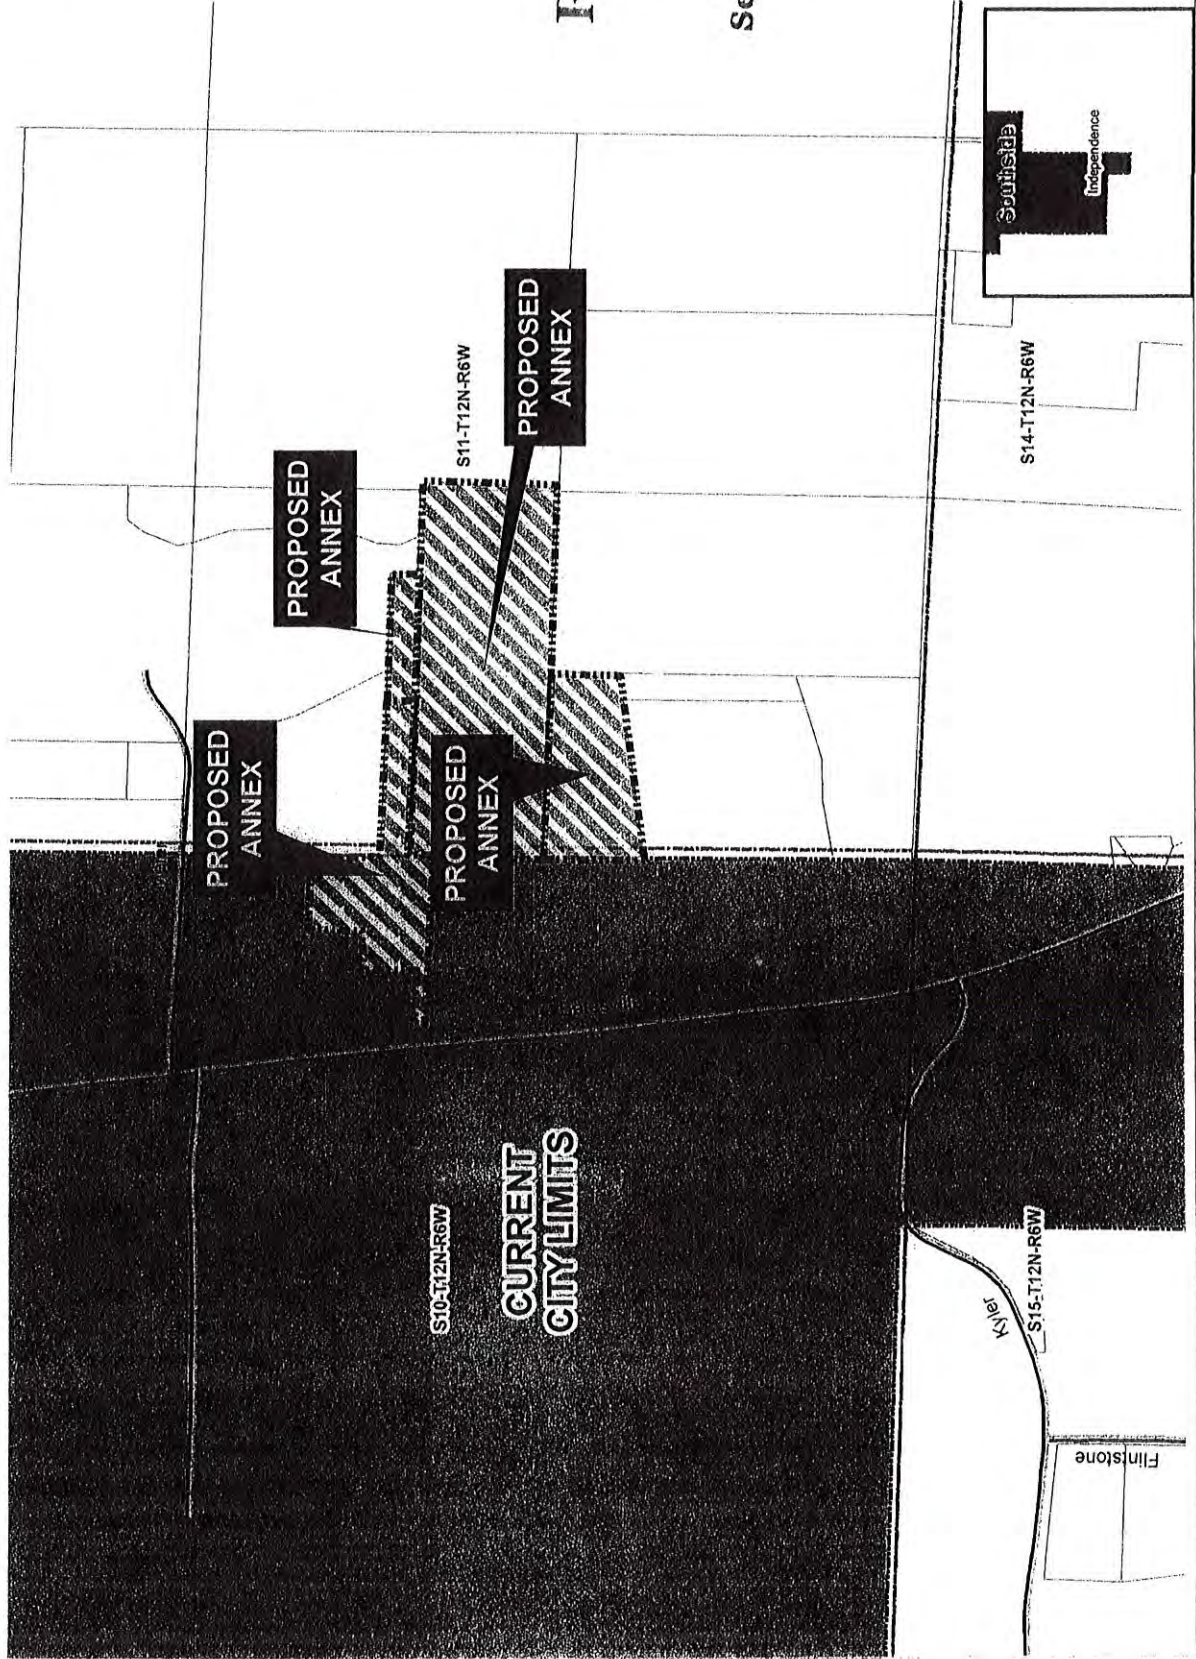 PROPOSED
ANNEX
PROPOSED
ANNEX
PROPOSED
ANNEX
PROPOSED
ANNEX
S11-T12N-R6W
S10-T12N-R6W
CURRENT
CITY LIMITS
S14-T12N-R6W
S15-T12N-R6W
Kyler
Flintstone
Southside
Independence